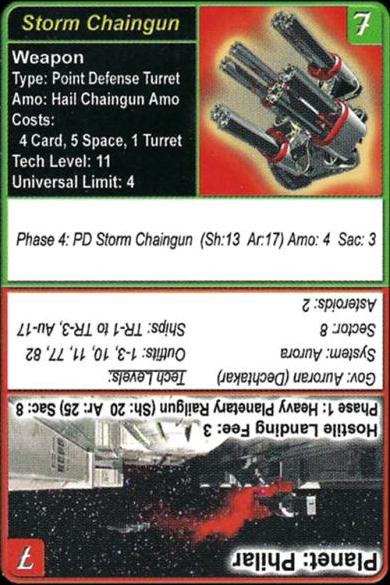 Storm Chaingun 7
Weapon
Type: Point Defense Turret
Amo: Hail Chaingun Amo
Costs:
4 Card, 5 Space, 1 Turret
Tech Level: 11
Universal Limit: 4
Phase 4: PD Storm Chaingun (Sh:13 Ar:17) Amo: 4 Sac: 3
Planet: Philar 7
Hostile Landing Fee: 3
Phase 1: Heavy Planetary Railgun (Sh: 20 Ar: 25) Sac: 8
Gov: Auroran (Dechtakar) Tech Levels:
System: Aurora Outfits: 1-3, 10, 11, 77, 82
Sector: 8 Ships: TR-1 to TR-3, Au-17
Asteroids: 2